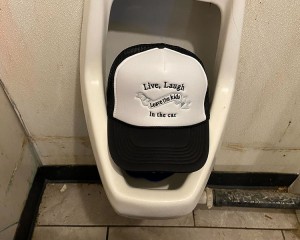 Live, Laugh
Leave the kids
In the car